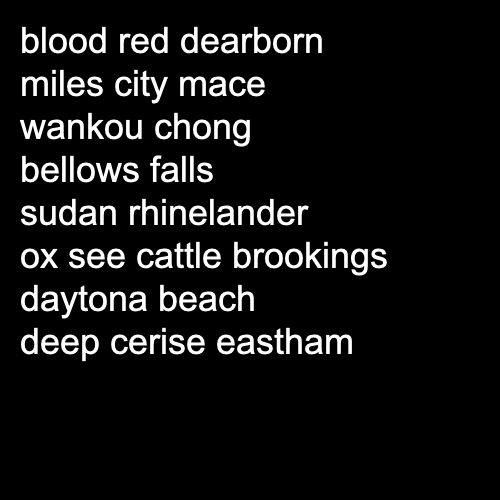 blood red dearborn
miles city mace
wankou chong
bellows falls
sudan rhinelander
ox see cattle brookings
daytona beach
deep cerise eastham